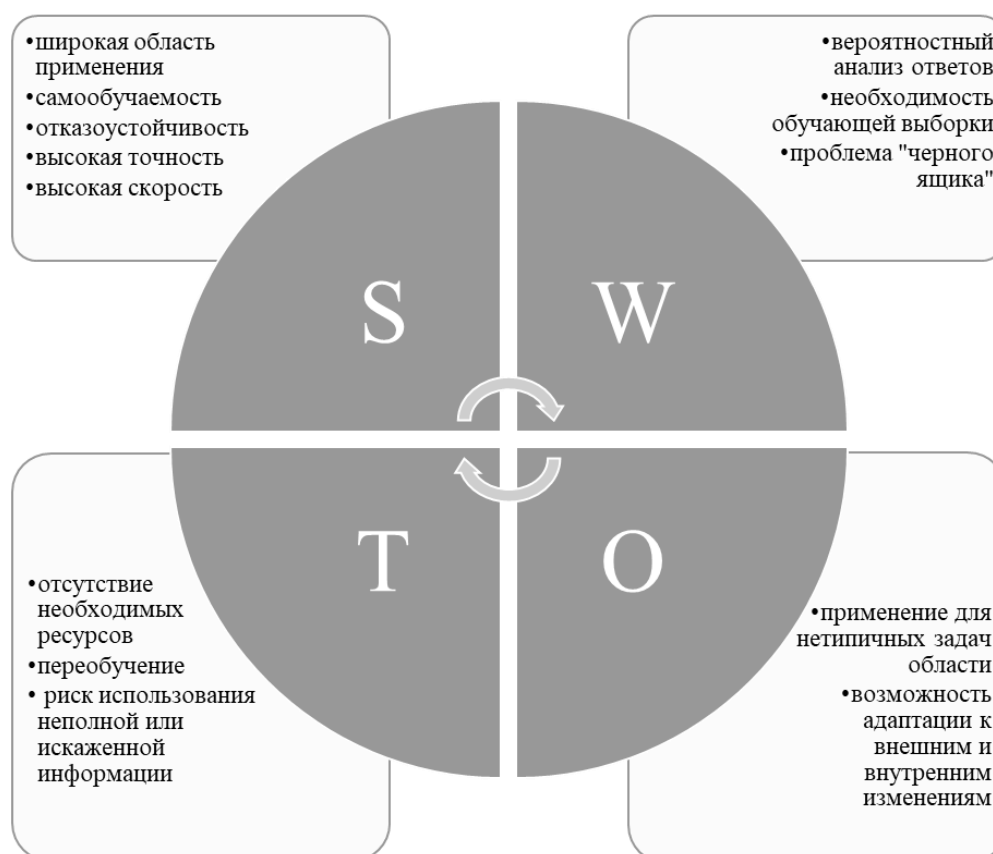 •широкая область
применения
•самообучаемость
•отказоустойчивость
•высокая точность
•высокая скорость
•вероятностный
анализ ответов
•необходимость
обучающей выборки
•проблема "черного
ящика"
S
W
T
O
•отсутствие
необходимых
ресурсов
•переобучение
• риск использования
неполной или
искаженной
информации
•применение для
нетипичных задач
области
•возможность
адаптации к
внешним и
внутренним
изменениям